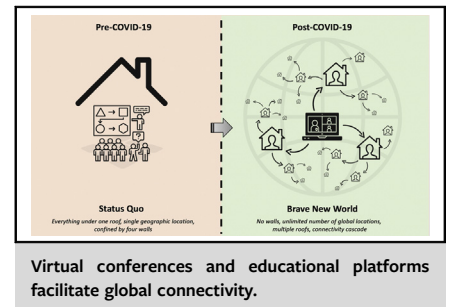 Pre-COVID-19
Post-COVID-19
Status Quo
Everything under one roof, single geographic location,
confined by four walls
Brave New World
No walls, unlimited number of global locations,
multiple roofs, connectivity cascade
Virtual conferences and educational platforms
facilitate global connectivity.